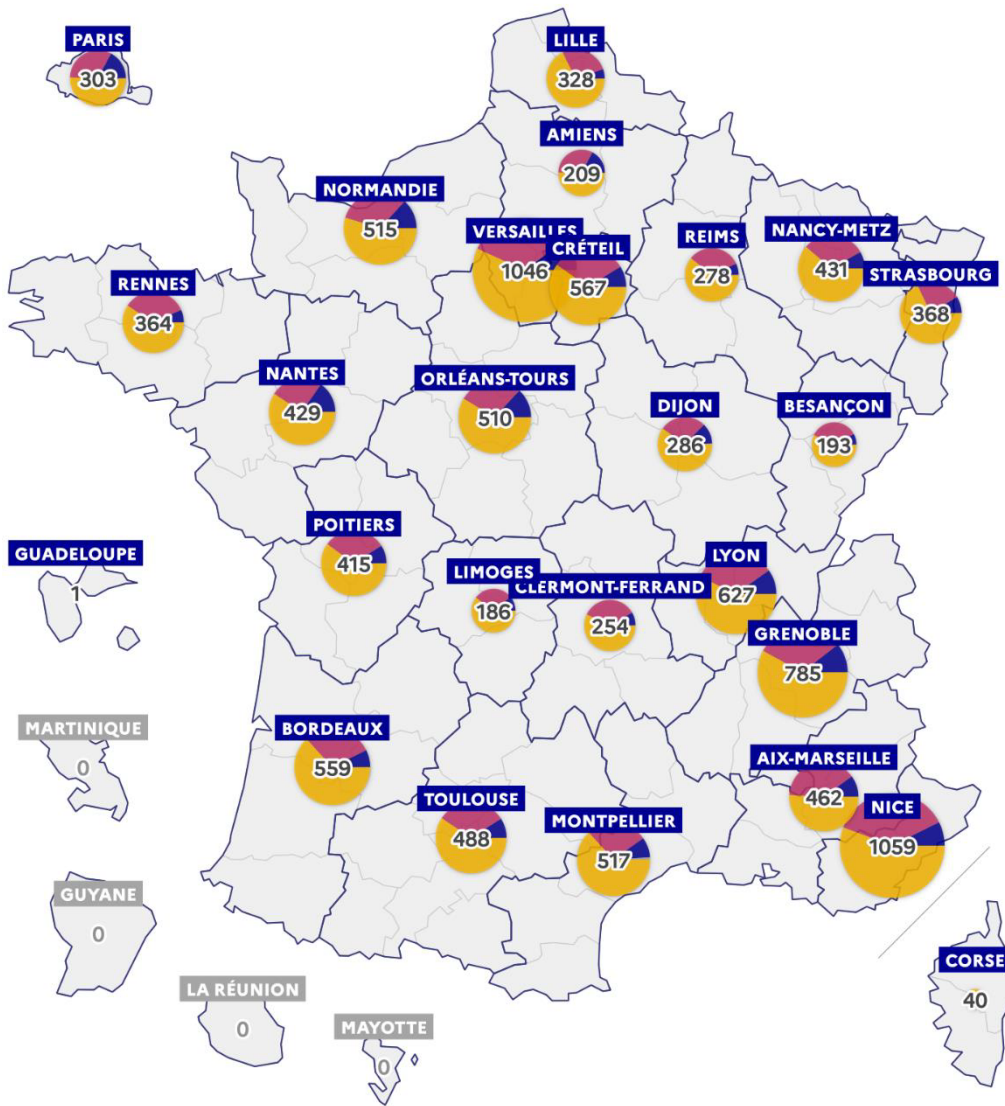 PARIS
303
LILLE
328
AMIENS
209
NORMANDIE
515
VERSAILLES
1046
CRÉTEIL
567
REIMS
278
NANCY-METZ
431
STRASBOURG
368
RENNES
364
NANTES
429
ORLÉANS-TOURS
510
DIJON
286
BESANÇON
193
POITIERS
415
GUADELOUPE
1
LIMOGES
186
CLERMONT-FERRAND
254
LYON
627
GRENOBLE
785
MARTINIQUE
0
BORDEAUX
559
AIX-MARSEILLE
462
TOULOUSE
488
MONTPELLIER
517
NICE
1059
GUYANE
0
CORSE
40
LA RÉUNION
0
MAYOTTE
0